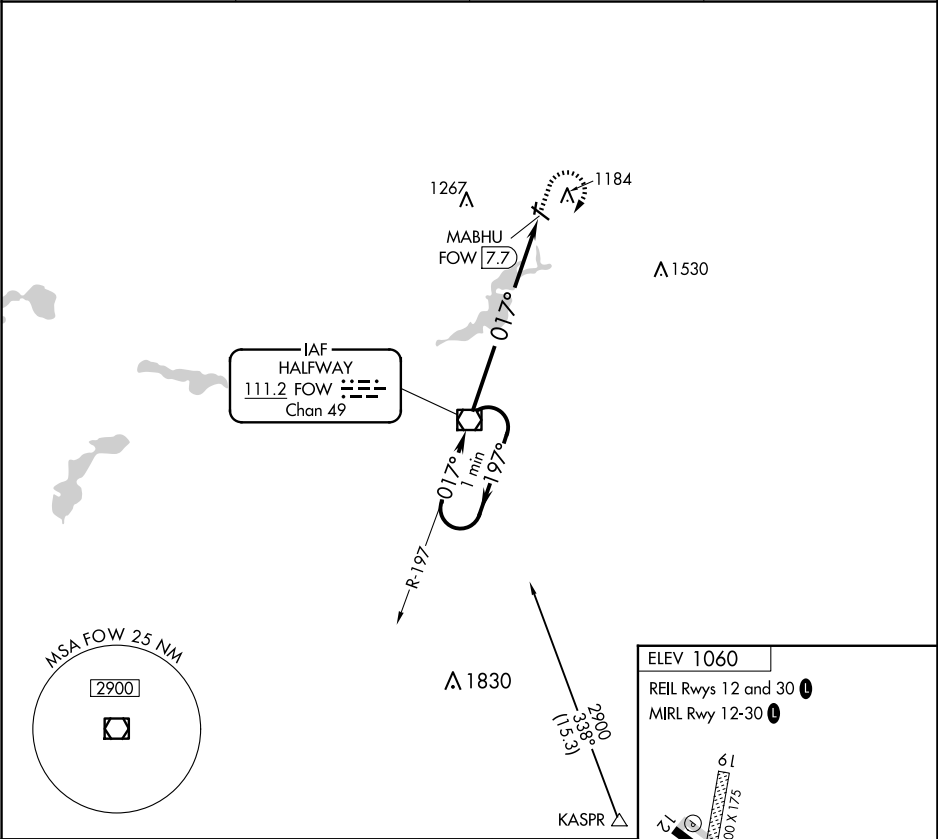 1267
1184
MABHU
FOW 7.7
1530
017°
IAF
HALFWAY
111.2 FOW
Chan 49
017°
1 min
197°
R-197
MSA FOW 25 NM
2900
1830
2900
338°
(15.3)
KASPR
ELEV 1060
REIL Rwys 12 and 30 L
MIRL Rwy 12-30 L
19
12
P
00 X 175